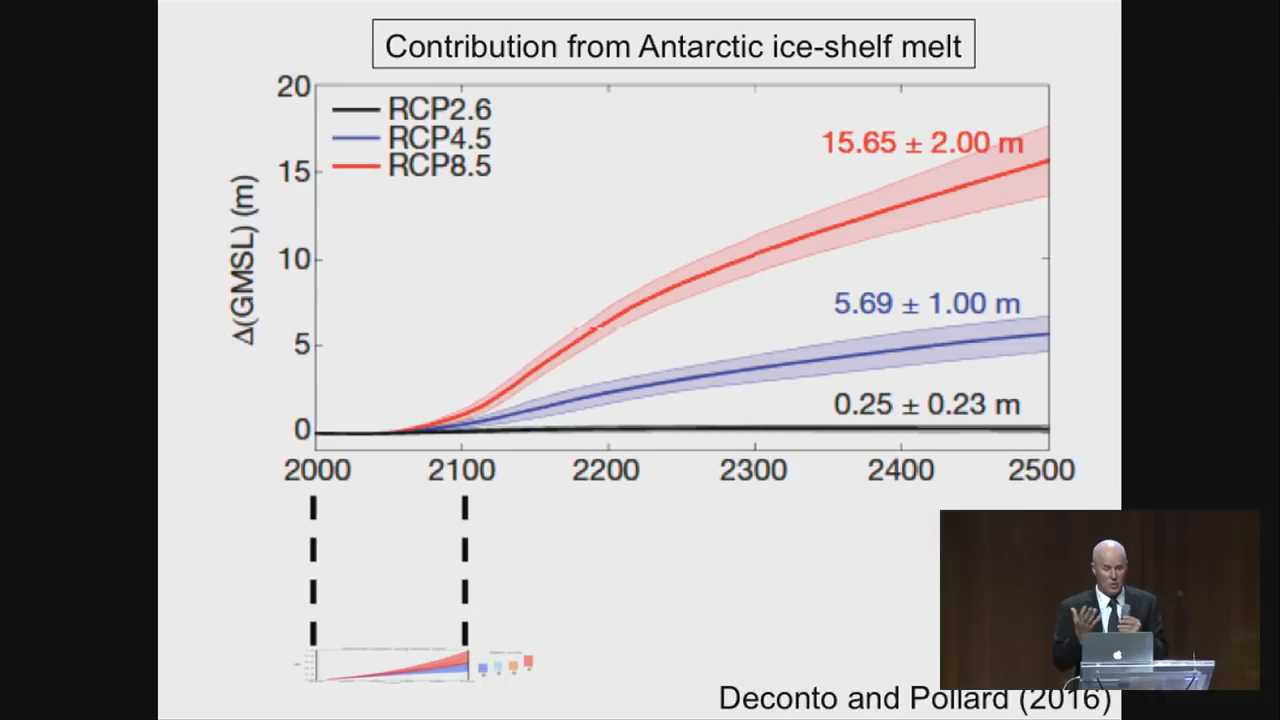 Contribution from Antarctic ice-shelf melt
20
RCP2.6
RCP4.5
RCP8.5
15.65 ± 2.00 m
15
Δ(GMSL) (m)
10
5.69 ± 1.00 m
5
0.25 ± 0.23 m
0
2000 2100 2200 2300 2400 2500
Deconto and Pollard (2016)